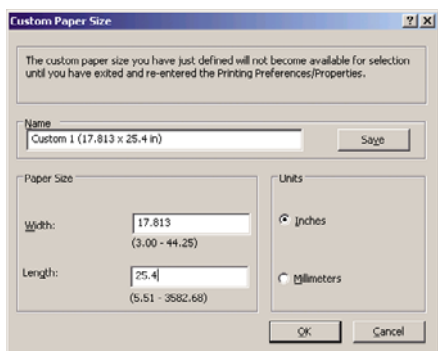 Custom Paper Size
The custom paper size you have just defined will not become available for selection
until you have exited and re-entered the Printing Preferences/Properties.
Name
Custom 1 (17.813 x 25.4 in)
Save
Paper Size
Width:
17.813
(3.00 - 44.25)
Length:
25.4
(5.51 - 3582.68)
Units
Inches
Milimeters
OK
Cancel